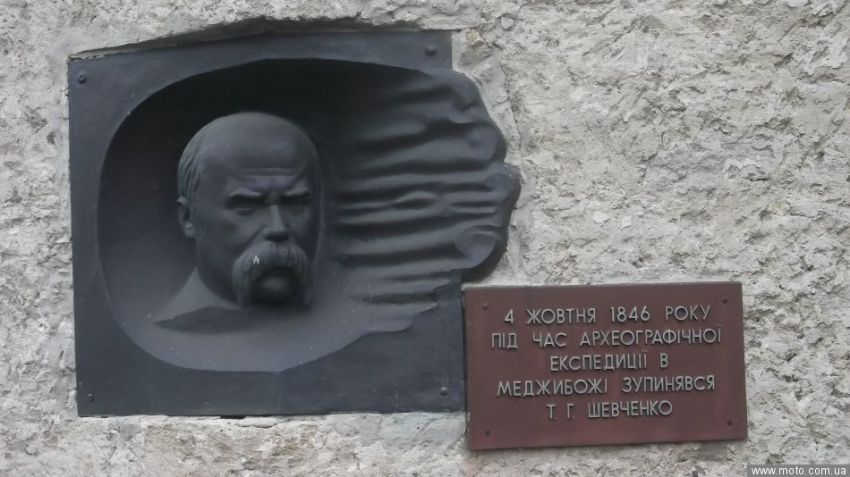 4 ЖОВТНЯ 1846 РОКУ
ПІД ЧАС АРХЕОГРАФІЧНОЇ
ЕКСПЕДИЦІЇ В
МЕДЖИБОЖІ ЗУПИНЯВСЯ
Т. Г. ШЕВЧЕНКО
www.moto.com.ua